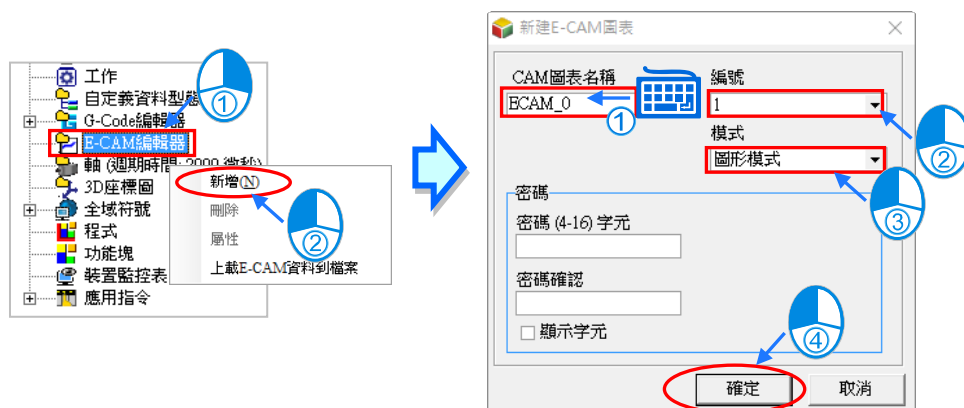 工作
自定義資料型態
①
G-Code編輯器
E-CAM編輯器
軸 (週期時間: 2000 微秒)
3D座標圖
全域符號
程式
功能塊
裝置監控表
應用指令
新增(N)
刪除
②
屬性
上載E-CAM資料到檔案
新建E-CAM圖表
CAM圖表名稱
編號
ECAM_0
①
1
②
模式
圖形模式
③
密碼
密碼 (4-16) 字元
密碼確認
顯示字元
④
確定
取消